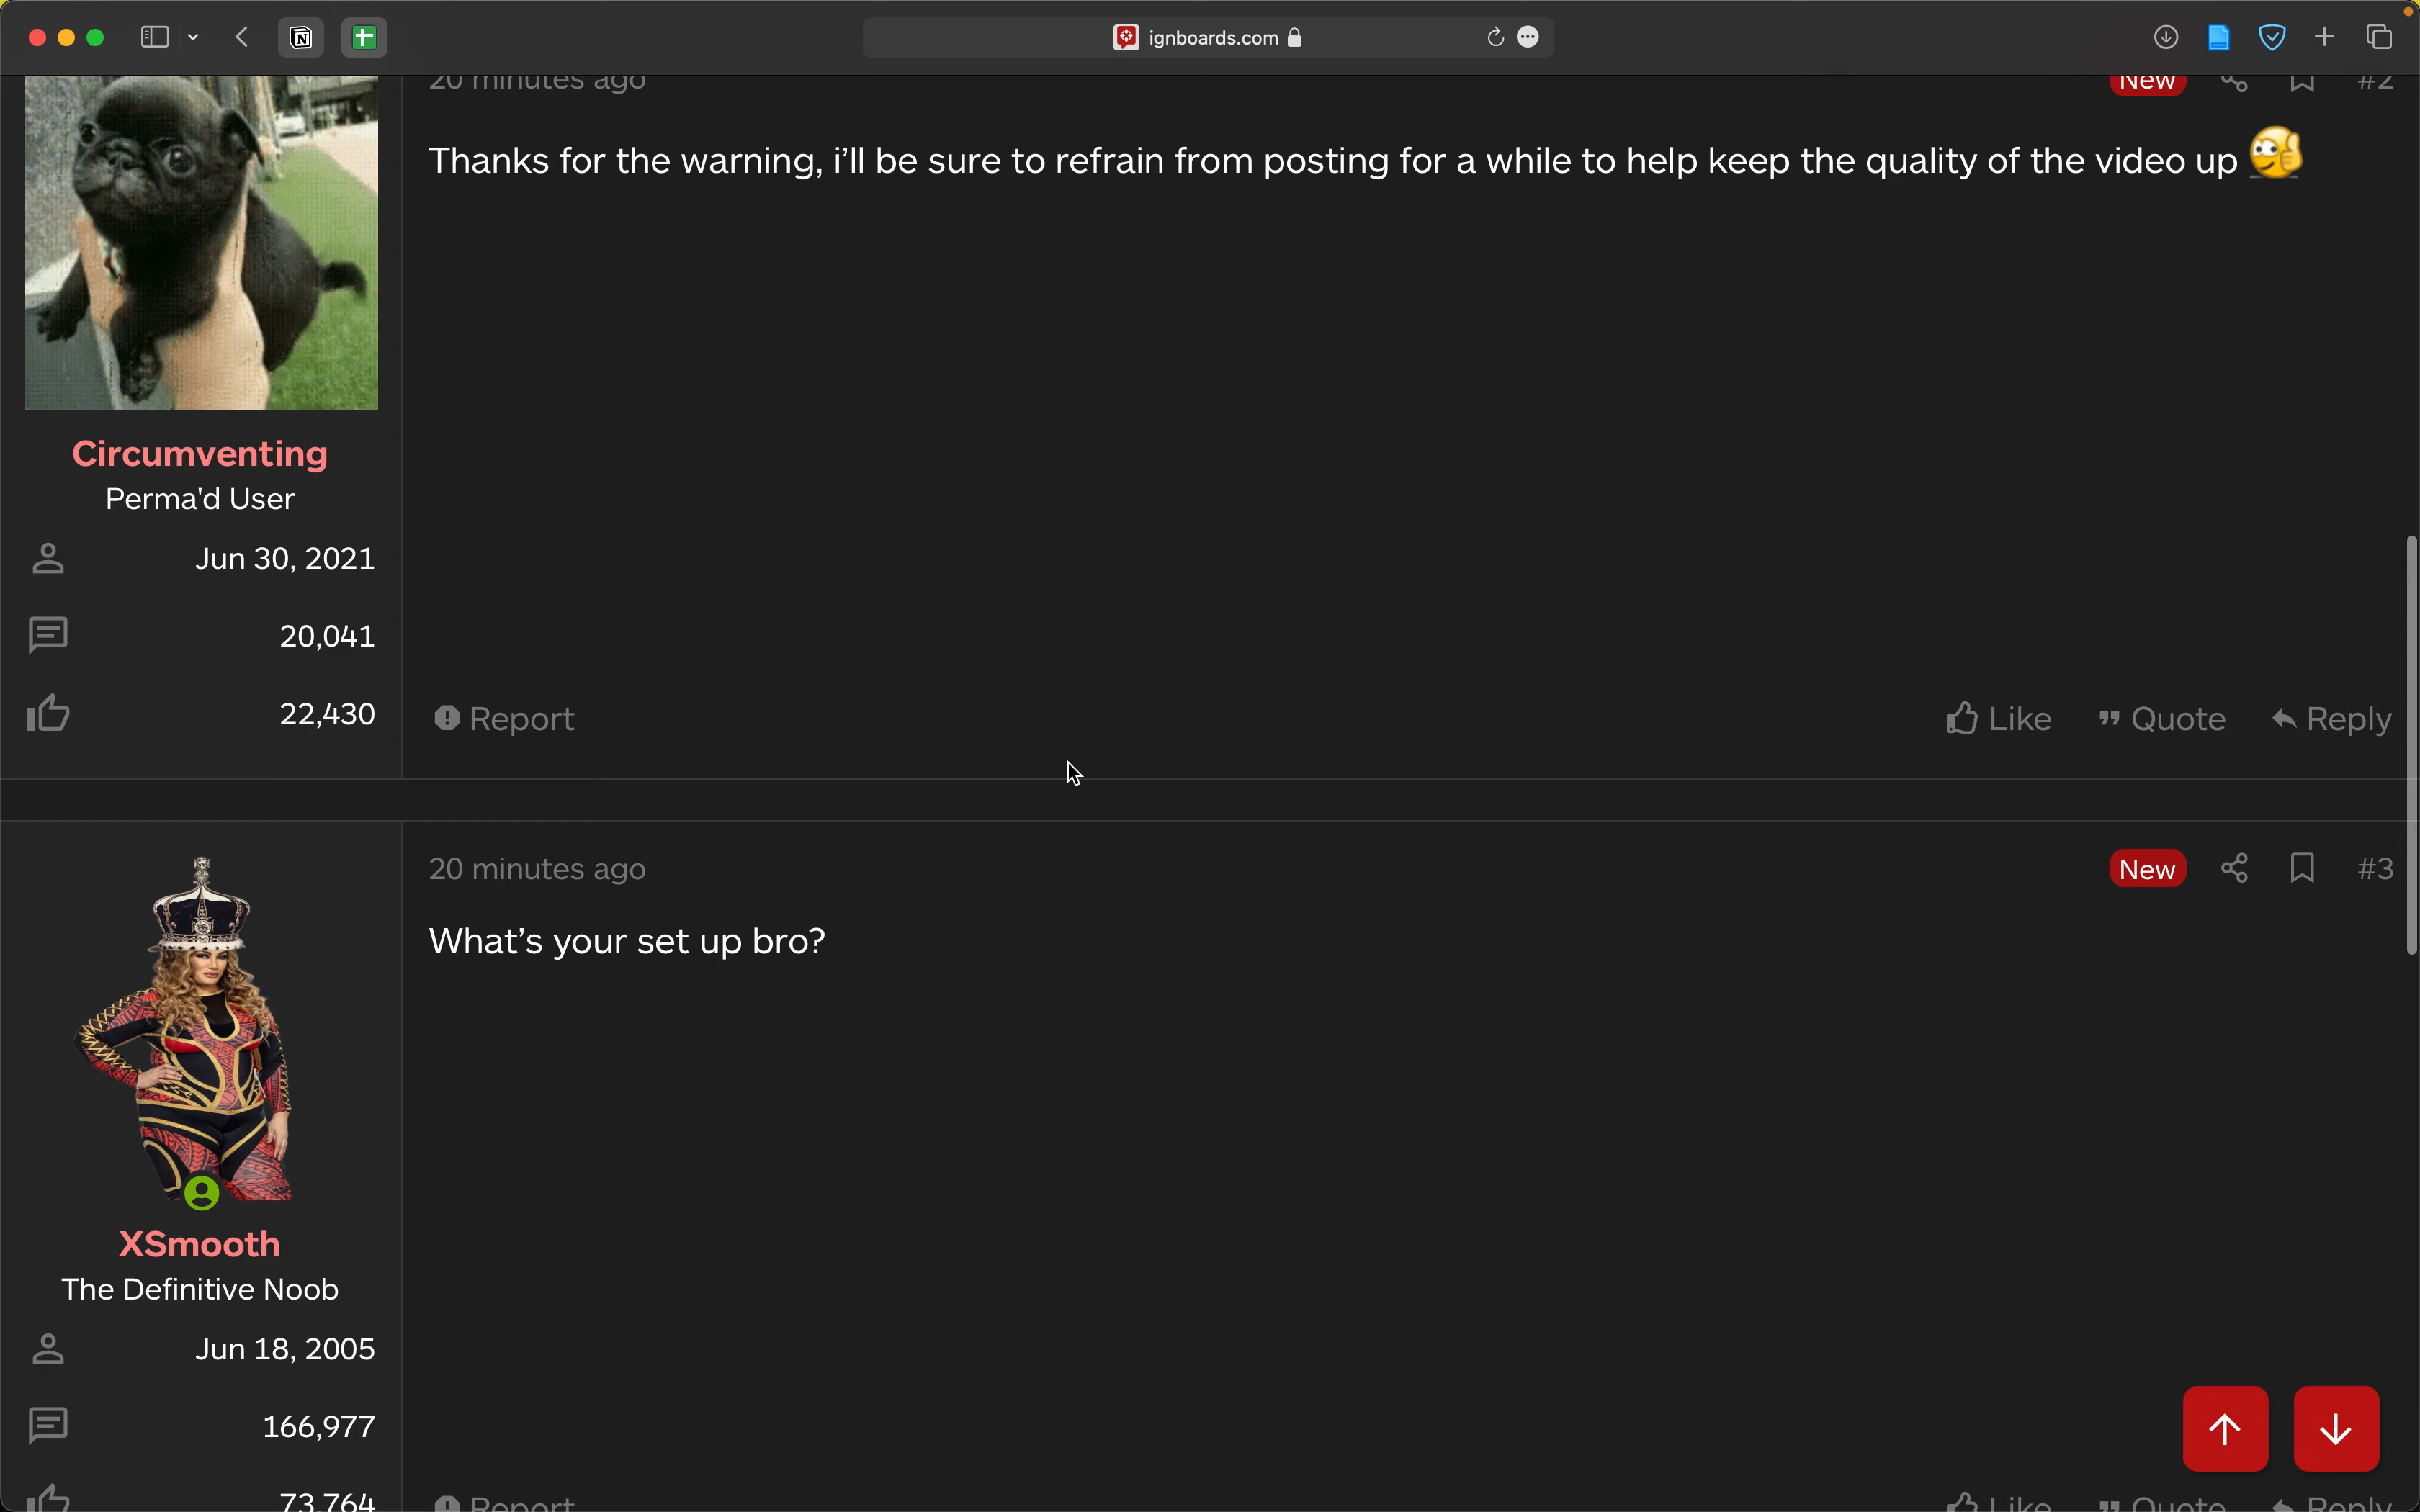 ignboards.com
20 minutes ago
New
#2
Thanks for the warning, i’ll be sure to refrain from posting for a while to help keep the quality of the video up
Circumventing
Perma'd User
Jun 30, 2021
20,041
22,430
Report
Like
Quote
Reply
20 minutes ago
New
#3
What’s your set up bro?
XSmooth
The Definitive Noob
Jun 18, 2005
166,977
73,764
Report
Like
Quote
Reply